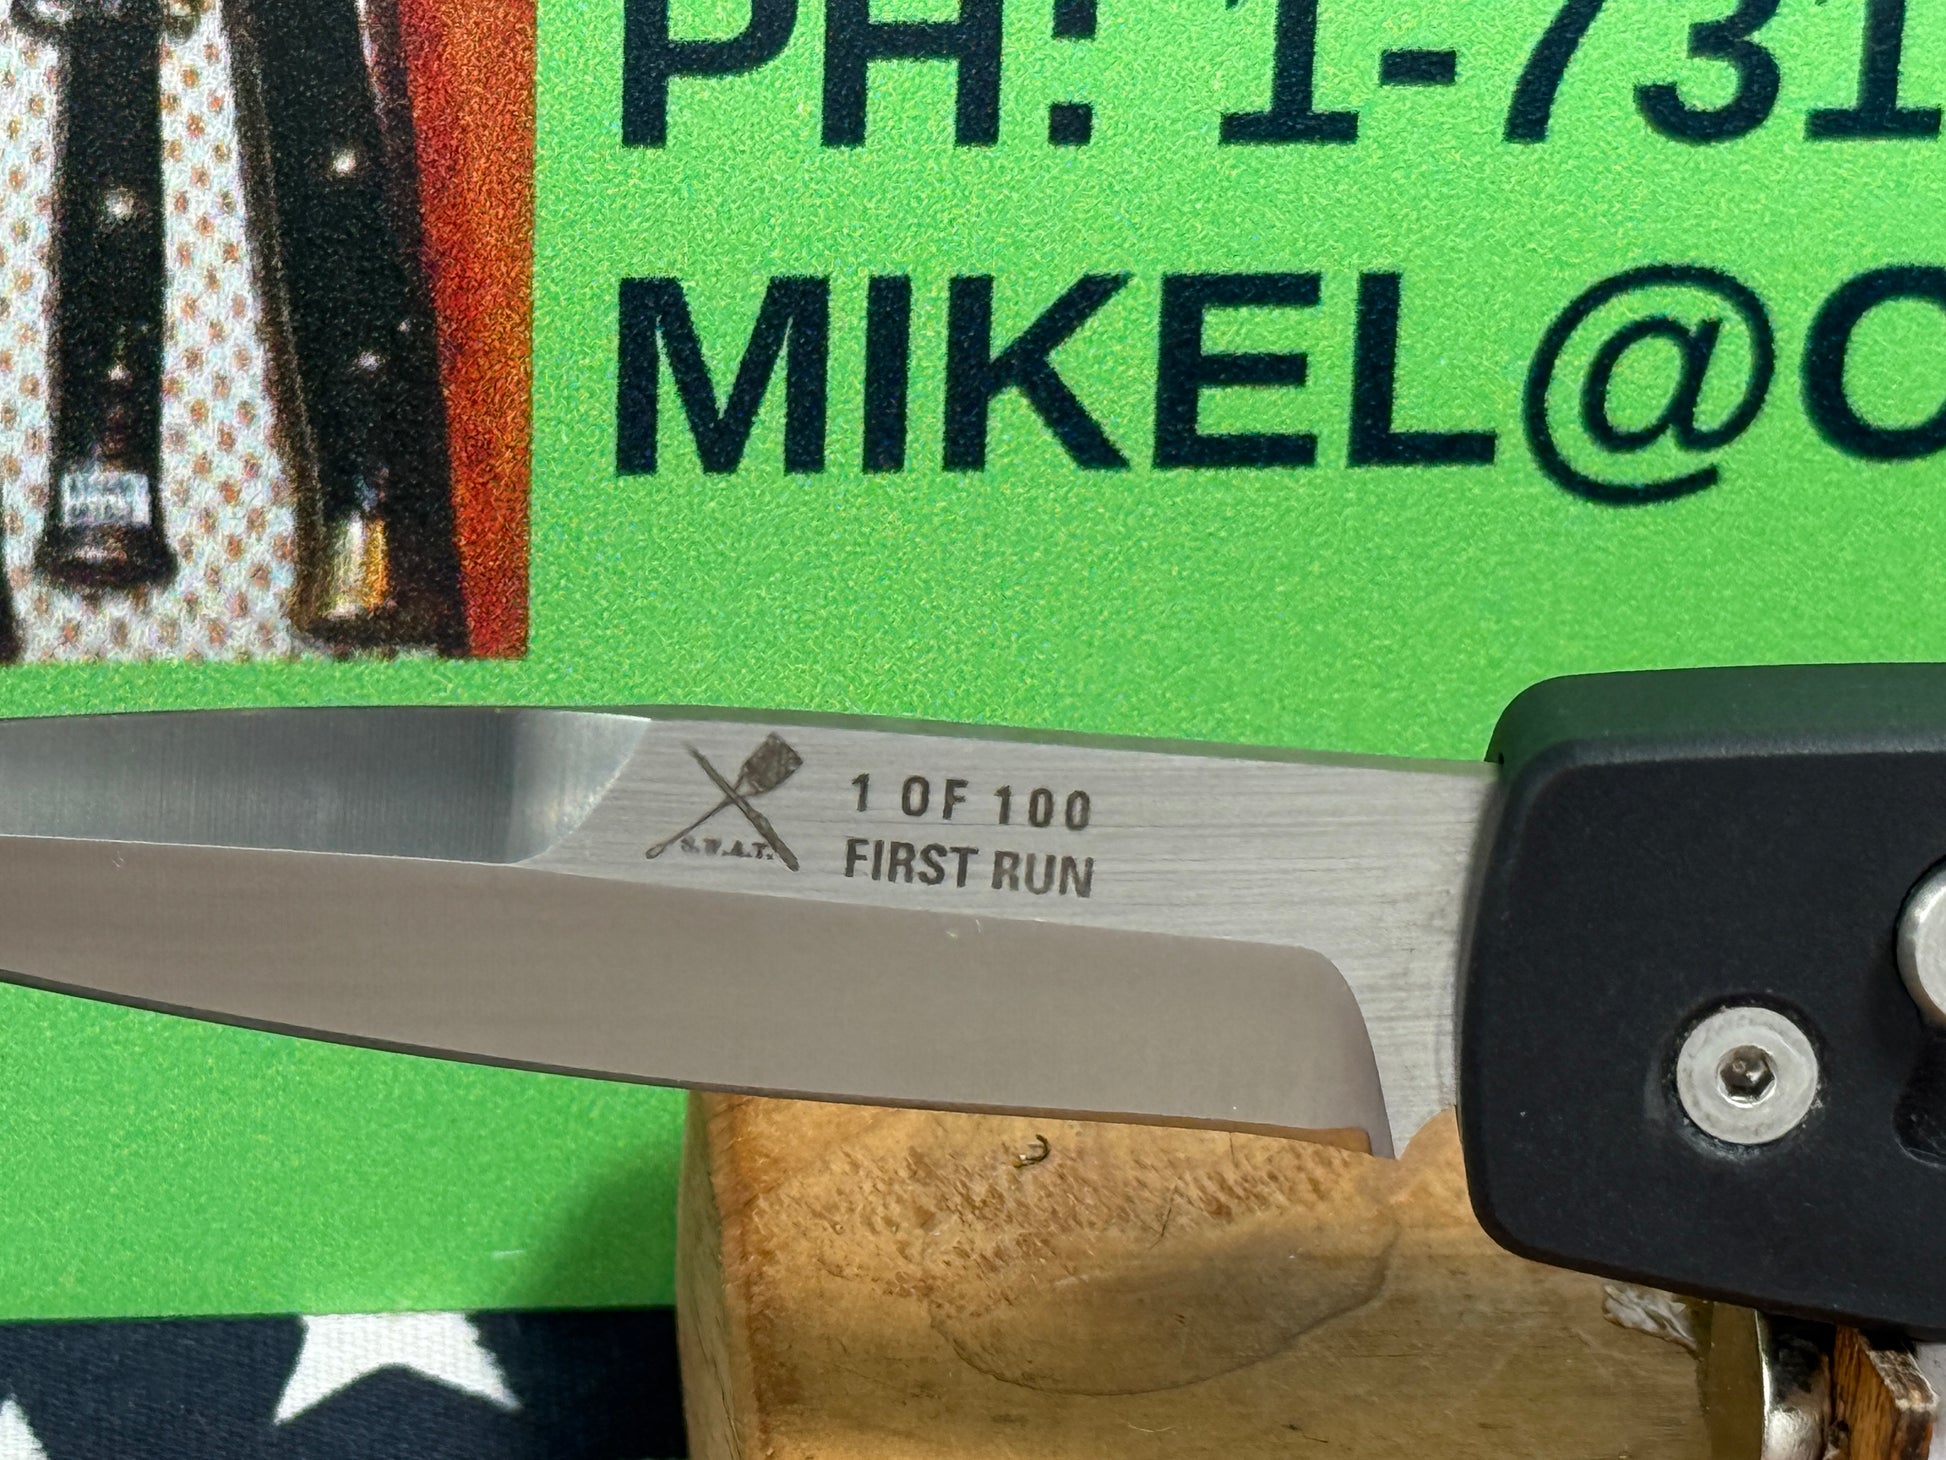 PH: 1-731
MIKEL@
1 OF 100
FIRST RUN
S.W.A.T.